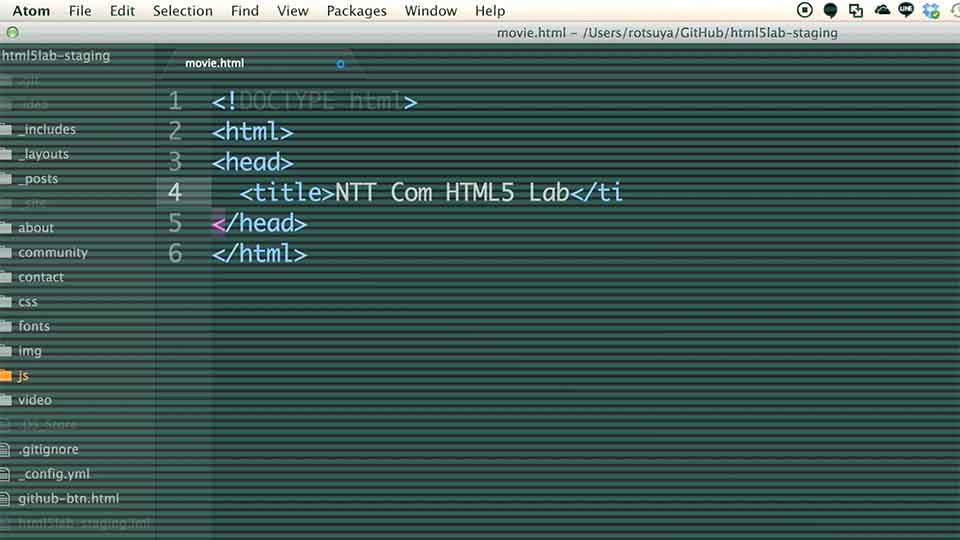 Atom File Edit Selection Find View Packages Window Help
movie.html – /Users/rotsuya/GitHub/html5lab-staging
html5lab-staging
movie.html
.git
.idea
_includes
_layouts
_posts
_site
about
community
contact
css
fonts
img
js
video
.DS_Store
.gitignore
_config.yml
github-btn.html
html5lab-staging.iml
1 <!DOCTYPE html>
2 <html>
3 <head>
4 <title>NTT Com HTML5 Lab</ti
5 </head>
6 </html>